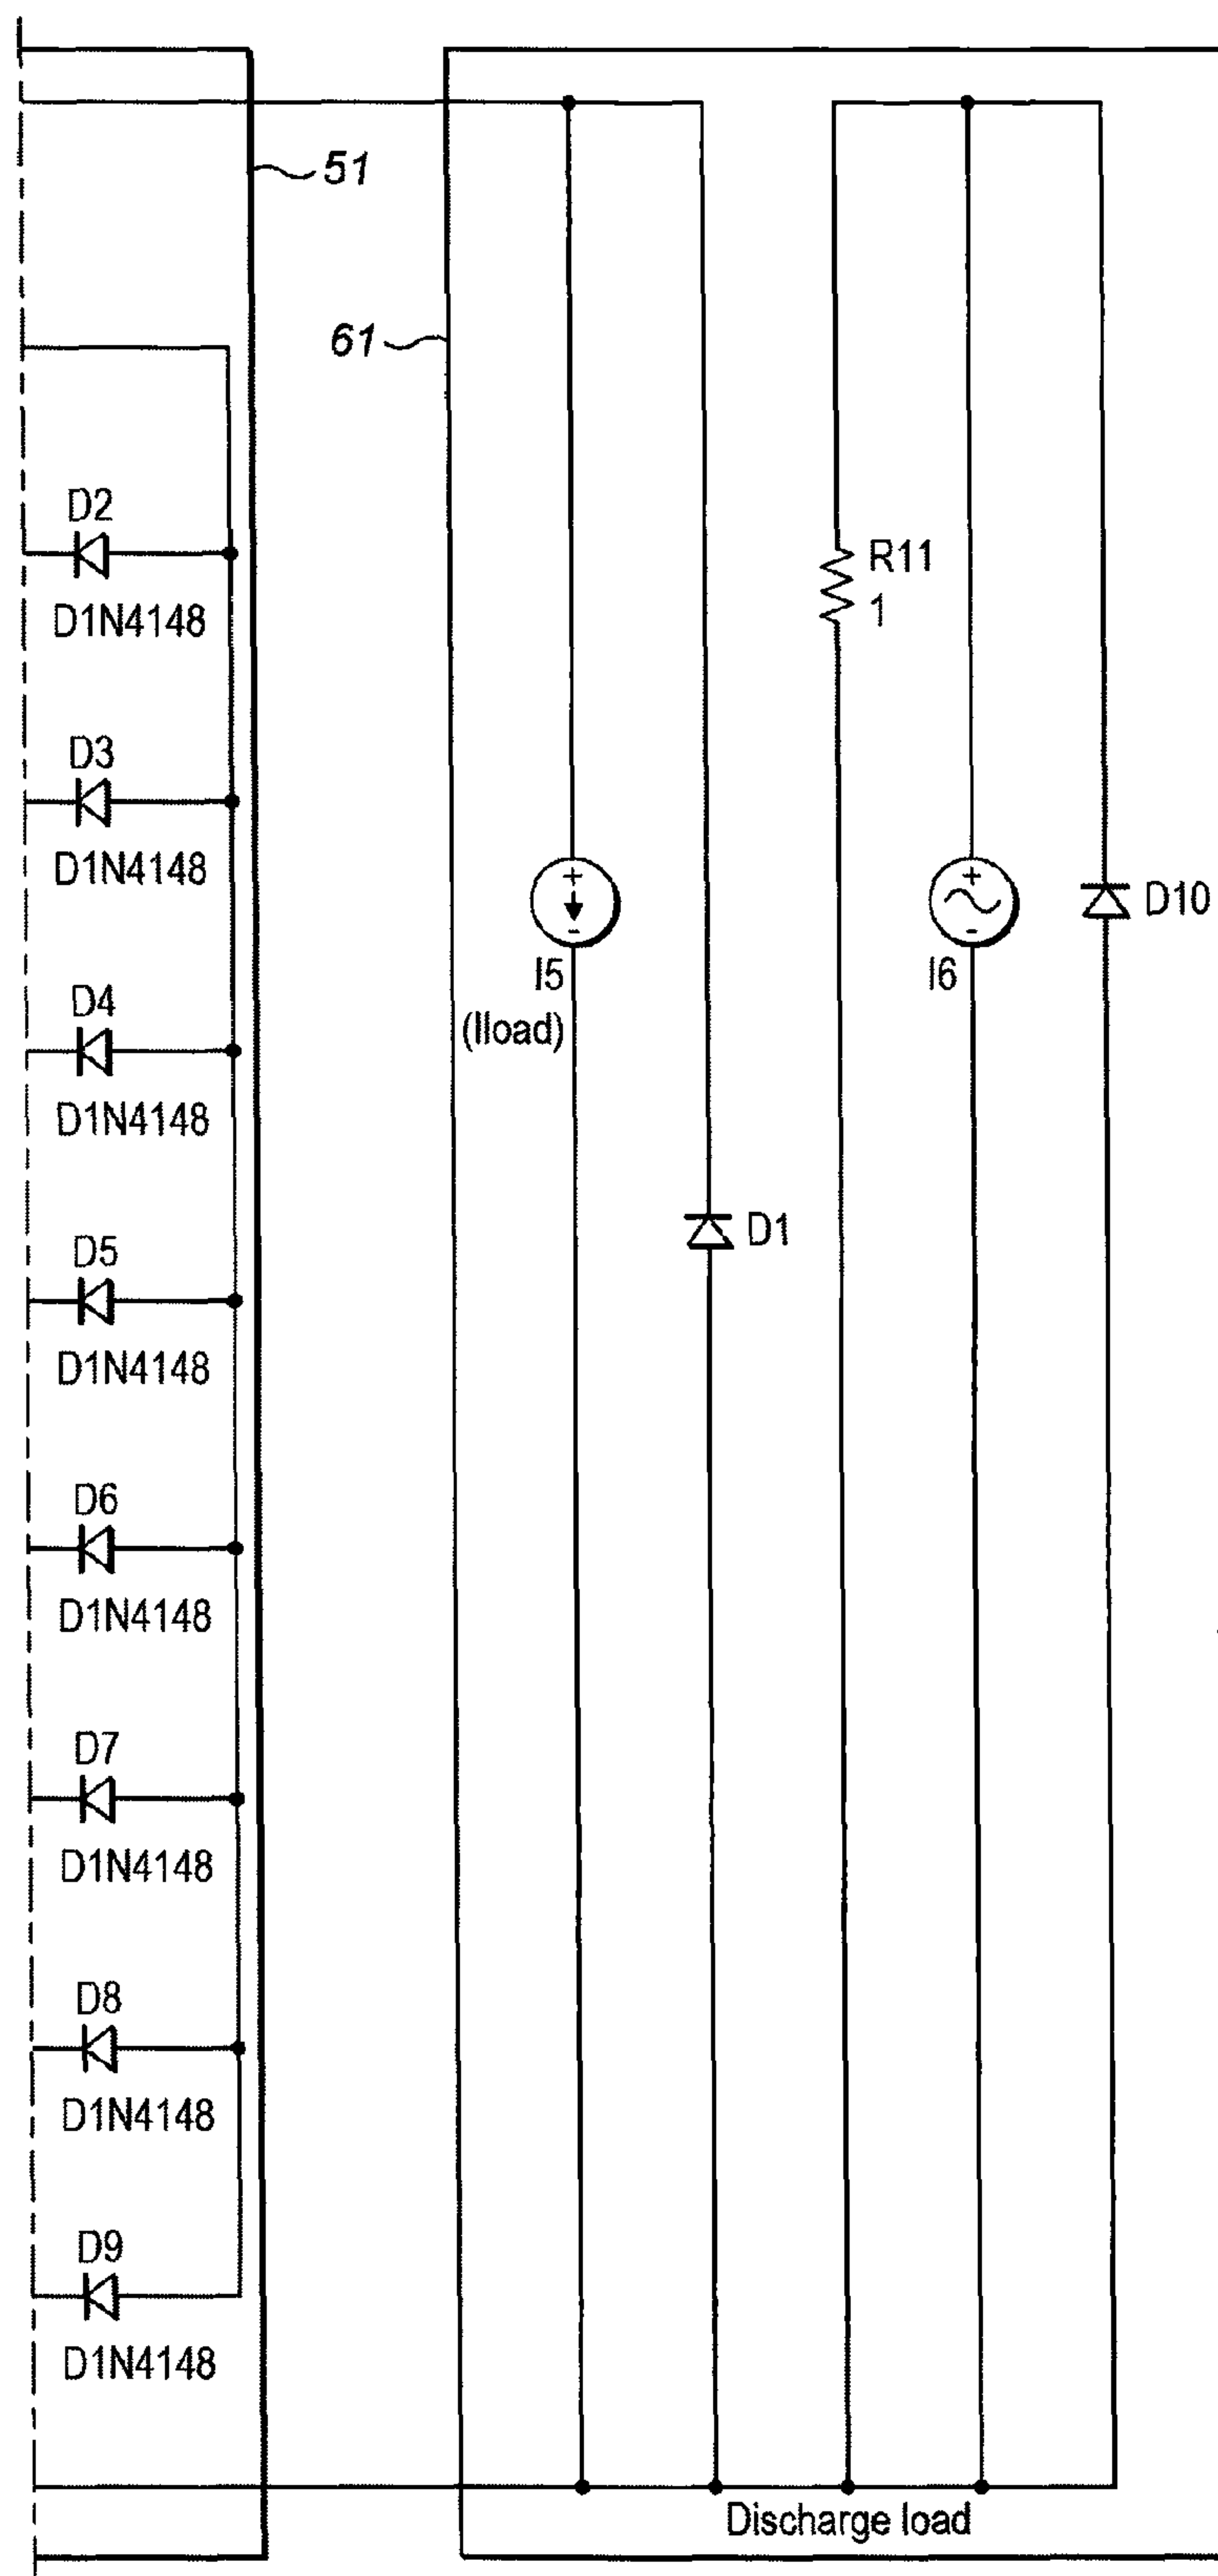 51
61
D2
D1N4148
R11
1
D3
D1N4148
+
-
I5
(Iload)
+
-
I6
D10
D4
D1N4148
D1
D5
D1N4148
D6
D1N4148
D7
D1N4148
D8
D1N4148
D9
D1N4148
Discharge load